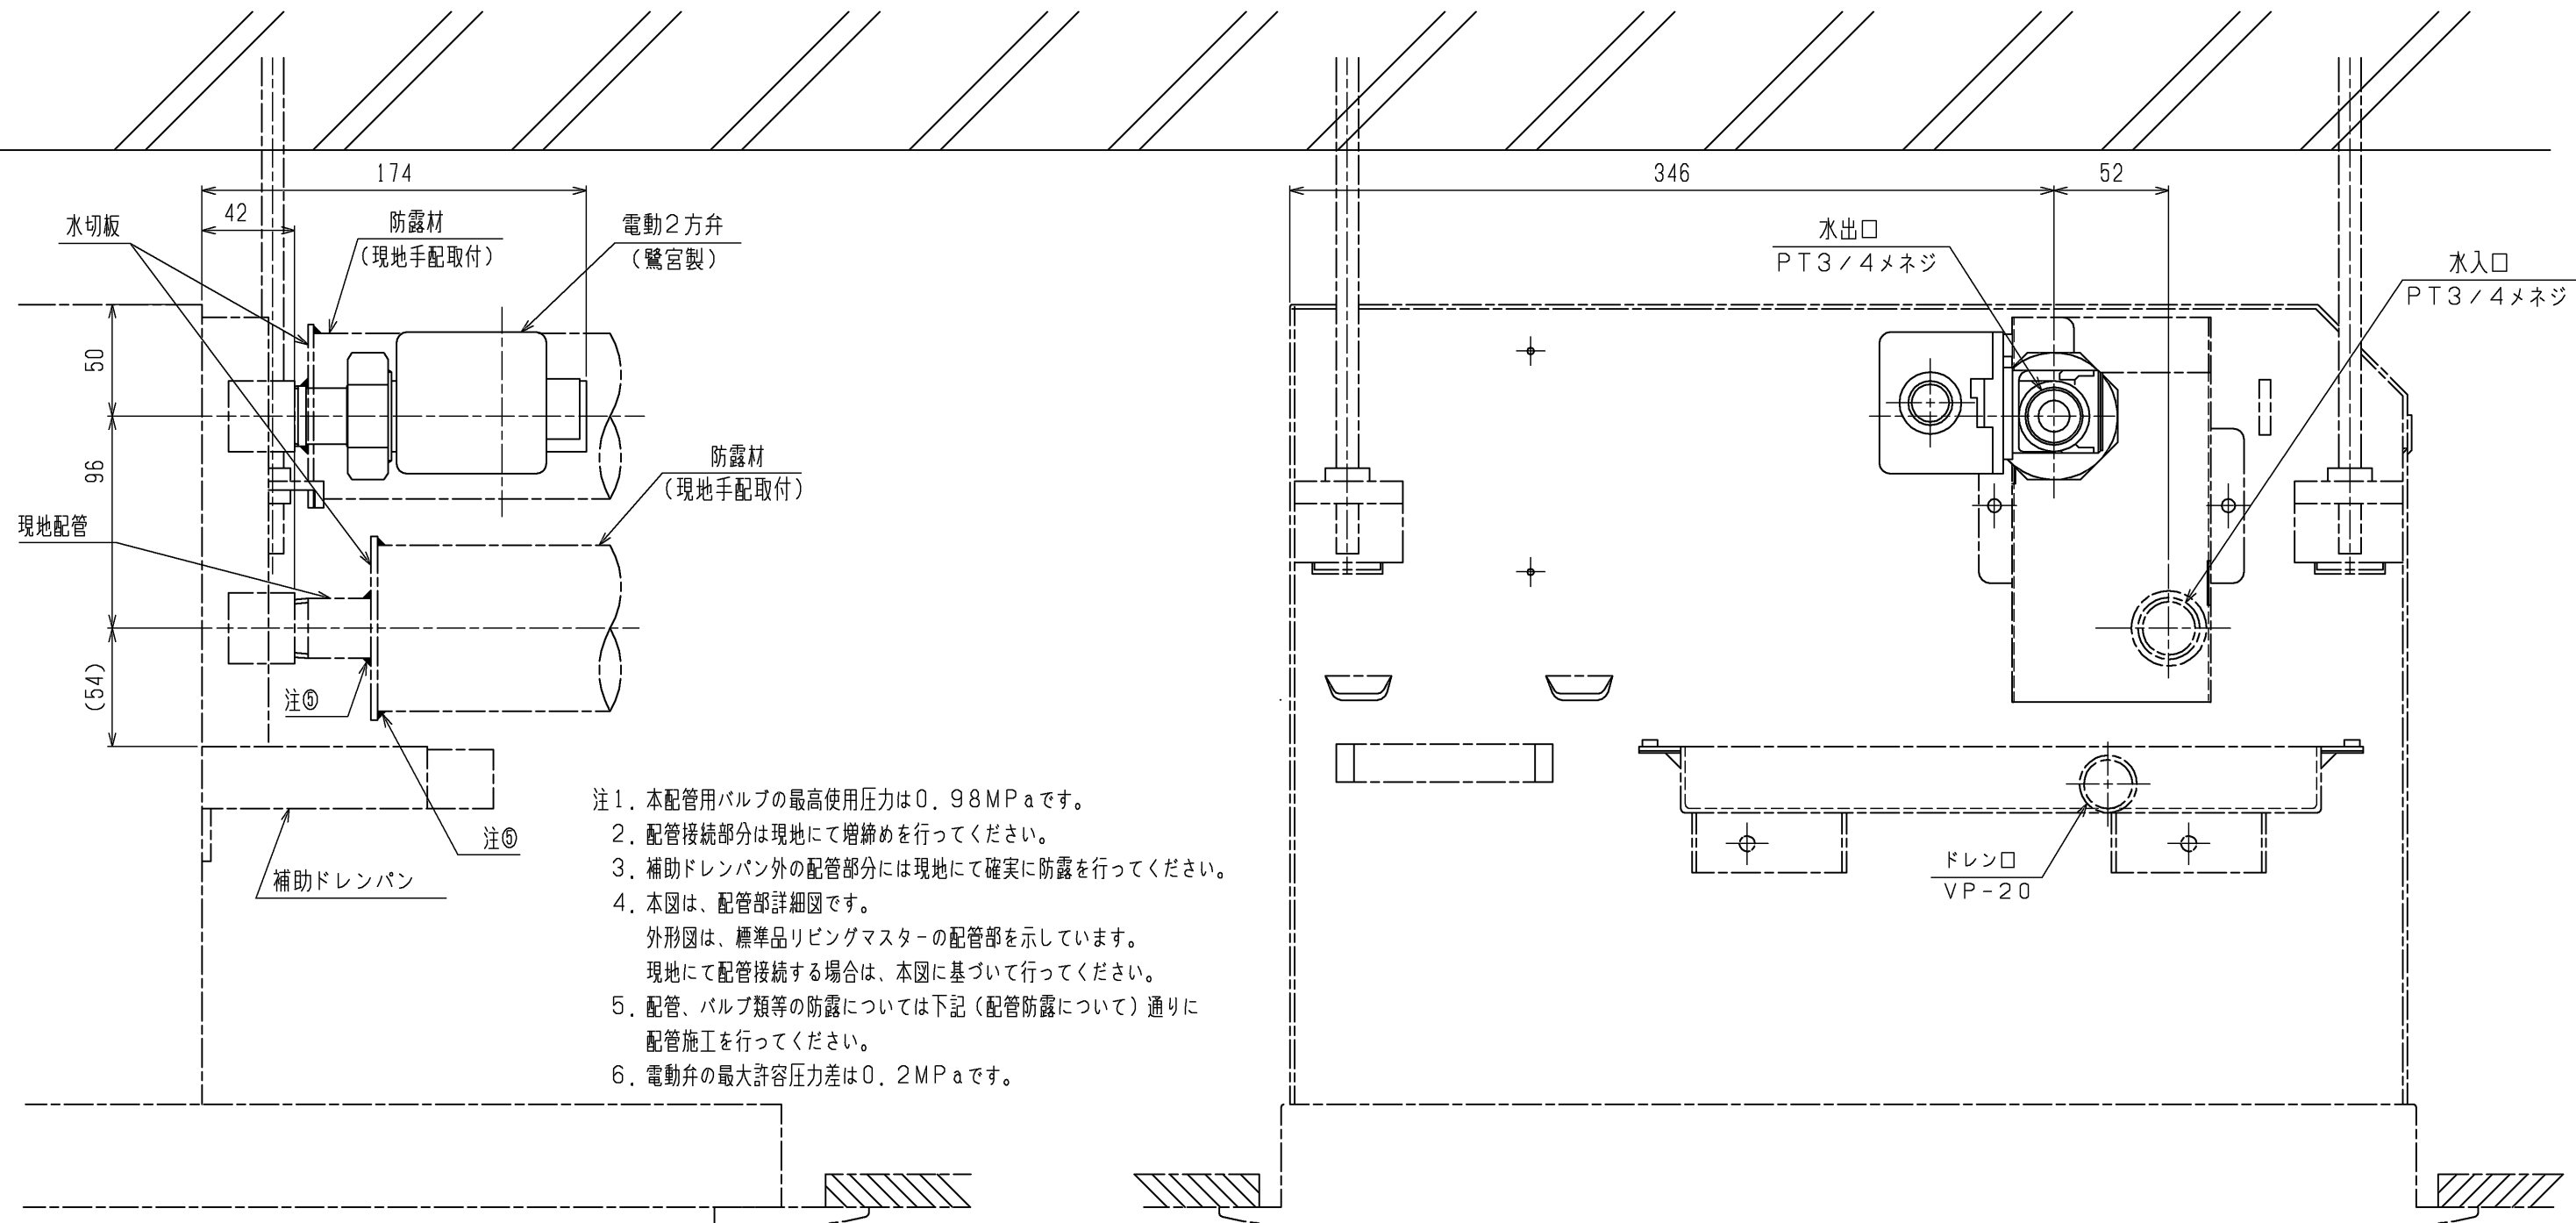 174
42
水切板
防露材
（現地手配取付）
電動２方弁
（鷺宮製）
50
96
(54)
現地配管
防露材
（現地手配取付）
注⑤
注⑤
補助ドレンパン
346
52
水出口
ＰＴ３／４メネジ
水入口
ＰＴ３／４メネジ
ドレン口
ＶＰ－２０
注１．本配管用バルブの最高使用圧力は０．９８ＭＰａです。
２．配管接続部分は現地にて増締めを行ってください。
３．補助ドレンパン外の配管部分には現地にて確実に防露を行ってください。
４．本図は、配管部詳細図です。
外形図は、標準品リビングマスターの配管部を示しています。
現地にて配管接続する場合は、本図に基づいて行ってください。
５．配管、バルブ類等の防露については下記（配管防露について）通りに
配管施工を行ってください。
６．電動弁の最大許容圧力差は０．２ＭＰａです。